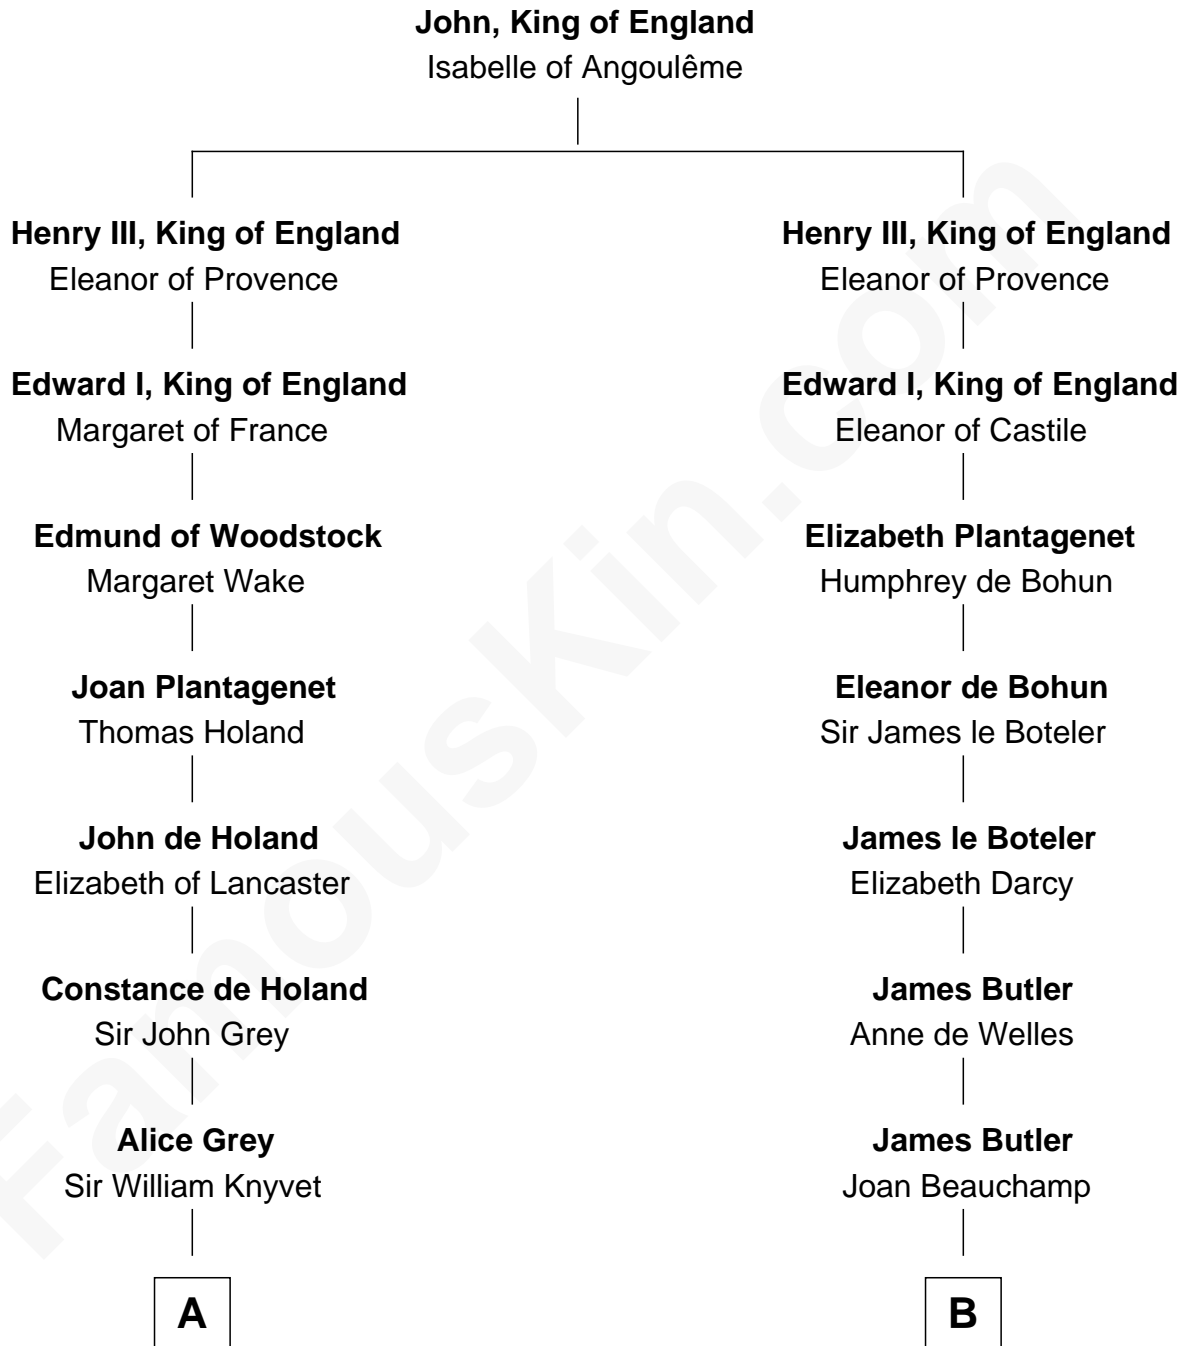 John, King of England
Isabelle of Angoulême
Henry III, King of England
Eleanor of Provence
Edward I, King of England
Margaret of France
Edmund of Woodstock
Margaret Wake
Joan Plantagenet
Thomas Holand
John de Holand
Elizabeth of Lancaster
Constance de Holand
Sir John Grey
Alice Grey
Sir William Knyvet
A
Henry III, King of England
Eleanor of Provence
Edward I, King of England
Eleanor of Castile
Elizabeth Plantagenet
Humphrey de Bohun
Eleanor de Bohun
Sir James le Boteler
James le Boteler
Elizabeth Darcy
James Butler
Anne de Welles
James Butler
Joan Beauchamp
B
FamousKin.com